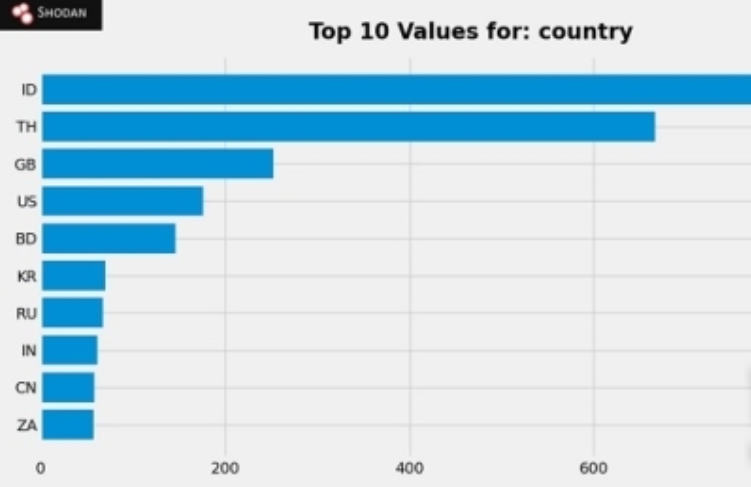 SHODAN
Top 10 Values for: country
ID
TH
GB
US
BD
KR
RU
IN
CN
ZA
0 200 400 600